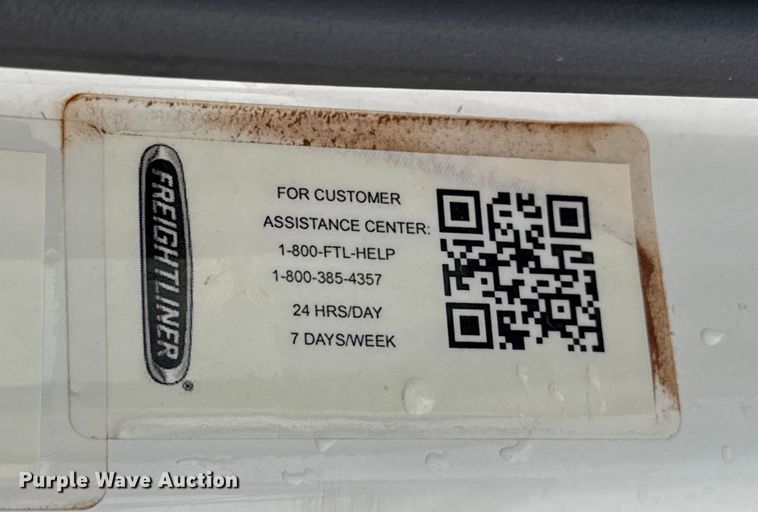 FREIGHTLINER®
FOR CUSTOMER
ASSISTANCE CENTER:
1-800-FTL-HELP
1-800-385-4357
24 HRS/DAY
7 DAYS/WEEK
Purple Wave Auction